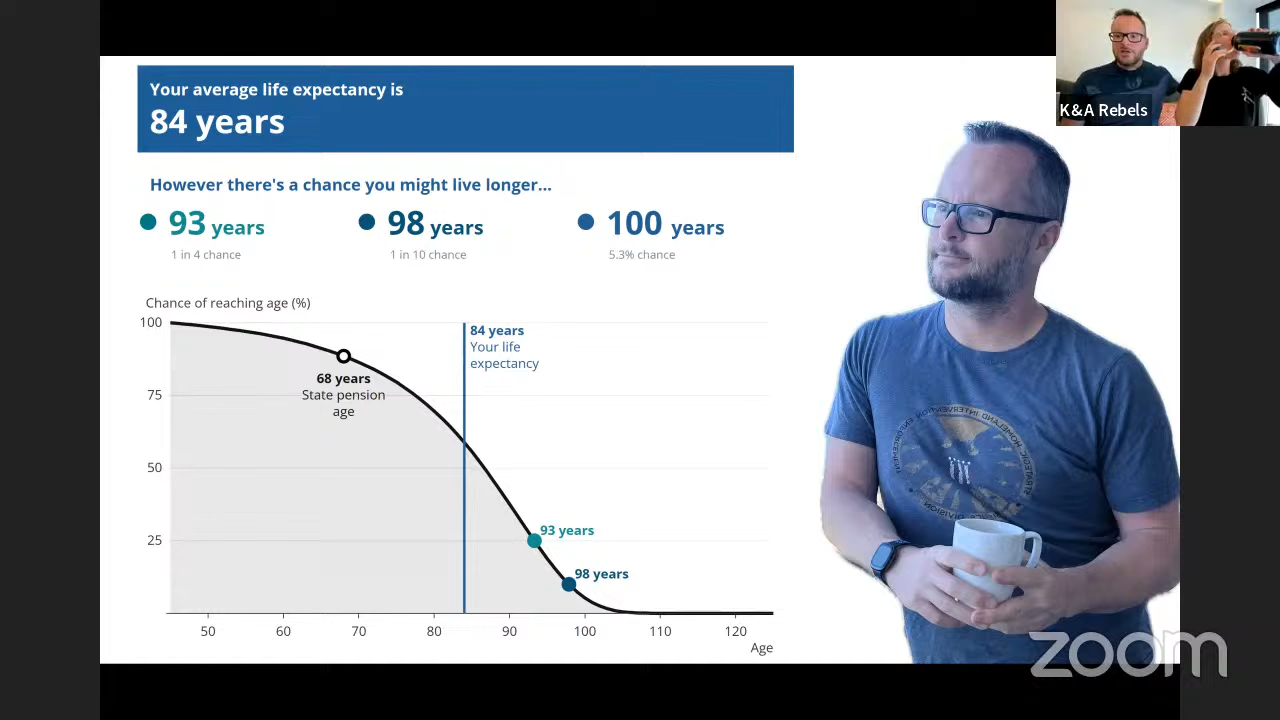 Your average life expectancy is
84 years
However there's a chance you might live longer...
93 years
98 years
100 years
1 in 4 chance
1 in 10 chance
5.3% chance
Chance of reaching age (%)
100
75
50
25
84 years
Your life
expectancy
68 years
State pension
age
93 years
98 years
50
60
70
80
90
100
110
120
Age
K&A Rebels
zoom